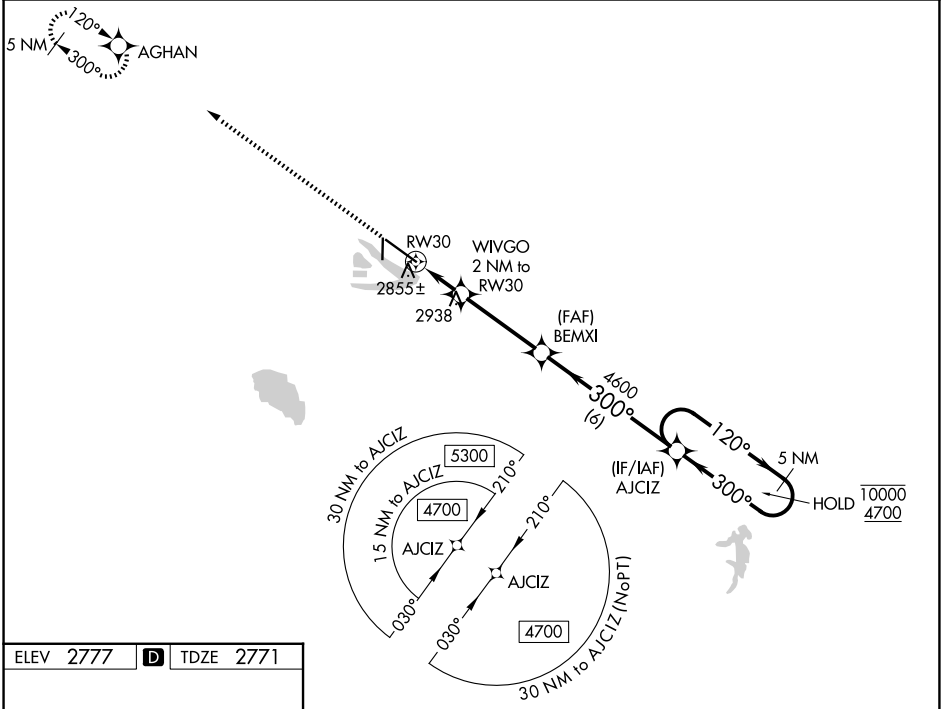 120°
5 NM
300°
AGHAN
RW30
WIVGO
2 NM to
RW30
2855±
2938
(FAF)
BEMXI
4600
300°
(6)
120°
5 NM
(IF/IAF)
AJCIZ
300°
HOLD
10000
4700
30 NM to AJCIZ
5300
210°
15 NM to AJCIZ
4700
AJCIZ
030°
210°
AJCIZ
030°
4700
30 NM to AJCIZ (NoPT)
ELEV 2777 D TDZE 2771